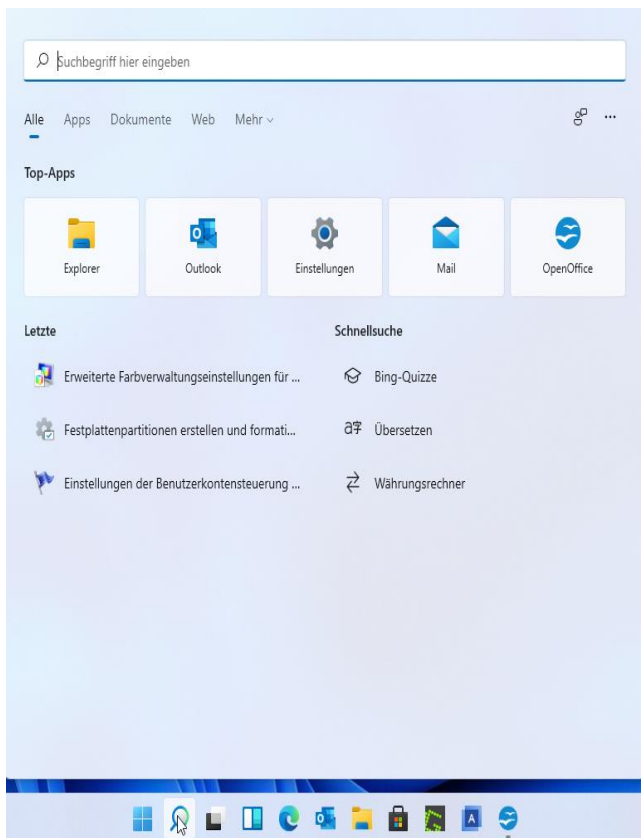 Suchbegriff hier eingeben
Alle Apps Dokumente Web Mehr
Top-Apps
Explorer Outlook Einstellungen Mail OpenOffice
Letzte Schnellsuche
Erweiterte Farbverwaltungseinstellungen für ... Bing-Quizze
Festplattenpartitionen erstellen und formati... Übersetzen
Einstellungen der Benutzerkontensteuerung ... Währungsrechner